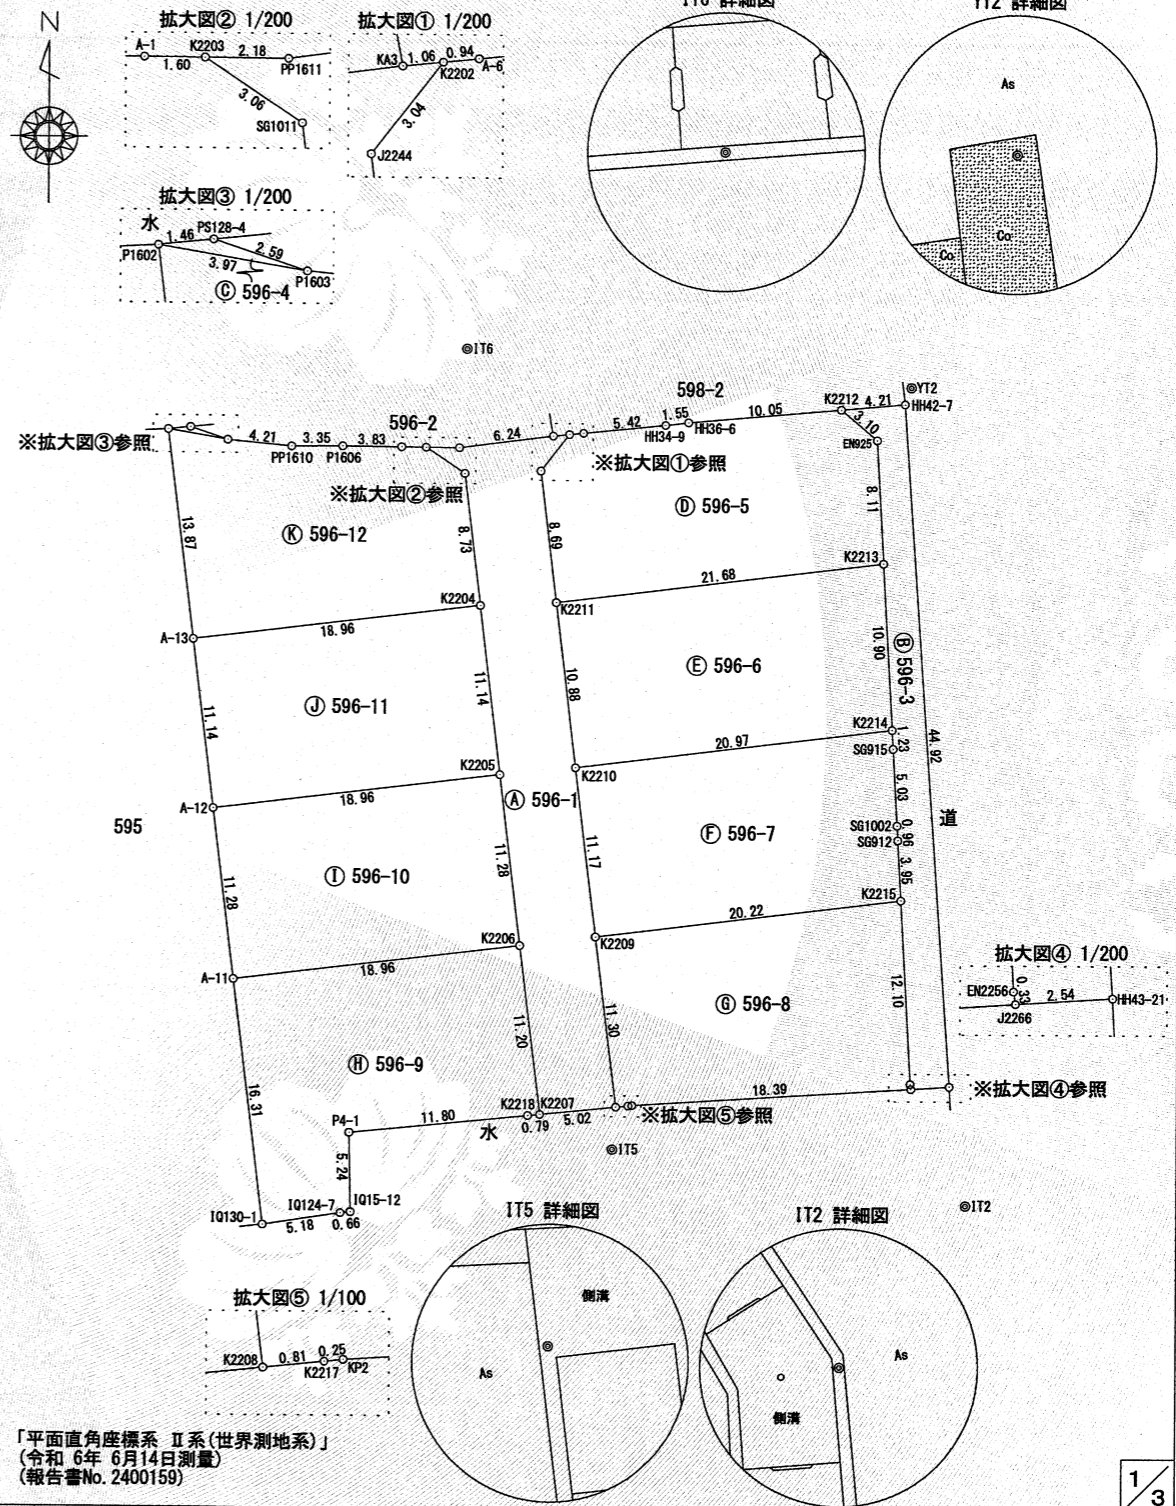 N
拡大図② 1/200
A-1
K2203
2.18
1.60
PP1611
3.06
SG1011
拡大図① 1/200
KA3
1.06
0.94
K2202
A-6
3.04
J2244
詳細図
YT2 詳細図
As
Co
Co
拡大図③ 1/200
水
1.46
PS128-4
P1602
2.59
3.97
P1603
Ⓒ 596-4
◎IT6
598-2
596-2
◎YT2
K2212
4.21
HH42-7
10.05
3.10
EN925
1.55
HH36-6
HH34-9
5.42
6.24
※拡大図③参照
4.21
3.35
3.83
PP1610
P1606
※拡大図②参照
※拡大図①参照
Ⓓ 596-5
Ⓚ 596-12
13.87
8.73
8.69
8.11
K2213
21.68
K2204
K2211
A-13
18.96
Ⓔ 596-6
10.90
Ⓑ 596-3
Ⓙ 596-11
11.14
11.14
10.88
K2214
1.23
44.92
20.97
SG915
K2205
K2210
A-12
18.96
Ⓐ 596-1
5.03
道
595
Ⓕ 596-7
SG1002
0.96
SG912
3.95
Ⓘ 596-10
11.28
11.28
11.17
K2215
20.22
K2206
K2209
A-11
18.96
拡大図④ 1/200
EN2256
0.33
2.54
HH43-21
J2266
12.10
Ⓖ 596-8
11.20
11.30
Ⓗ 596-9
16.31
18.39
※拡大図④参照
P4-1
11.80
K2218
K2207
0.79
5.02
※拡大図⑤参照
水
5.24
◎IT5
IQ124-7
IQ15-12
IQ130-1
5.18
0.66
◎IT2
IT5 詳細図
側溝
As
IT2 詳細図
As
側溝
拡大図⑤ 1/100
K2208
0.81
0.25
K2217
KP2
「平面直角座標系 Ⅱ系(世界測地系)」
(令和 6年 6月14日測量)
(報告書No.2400159)
1/3